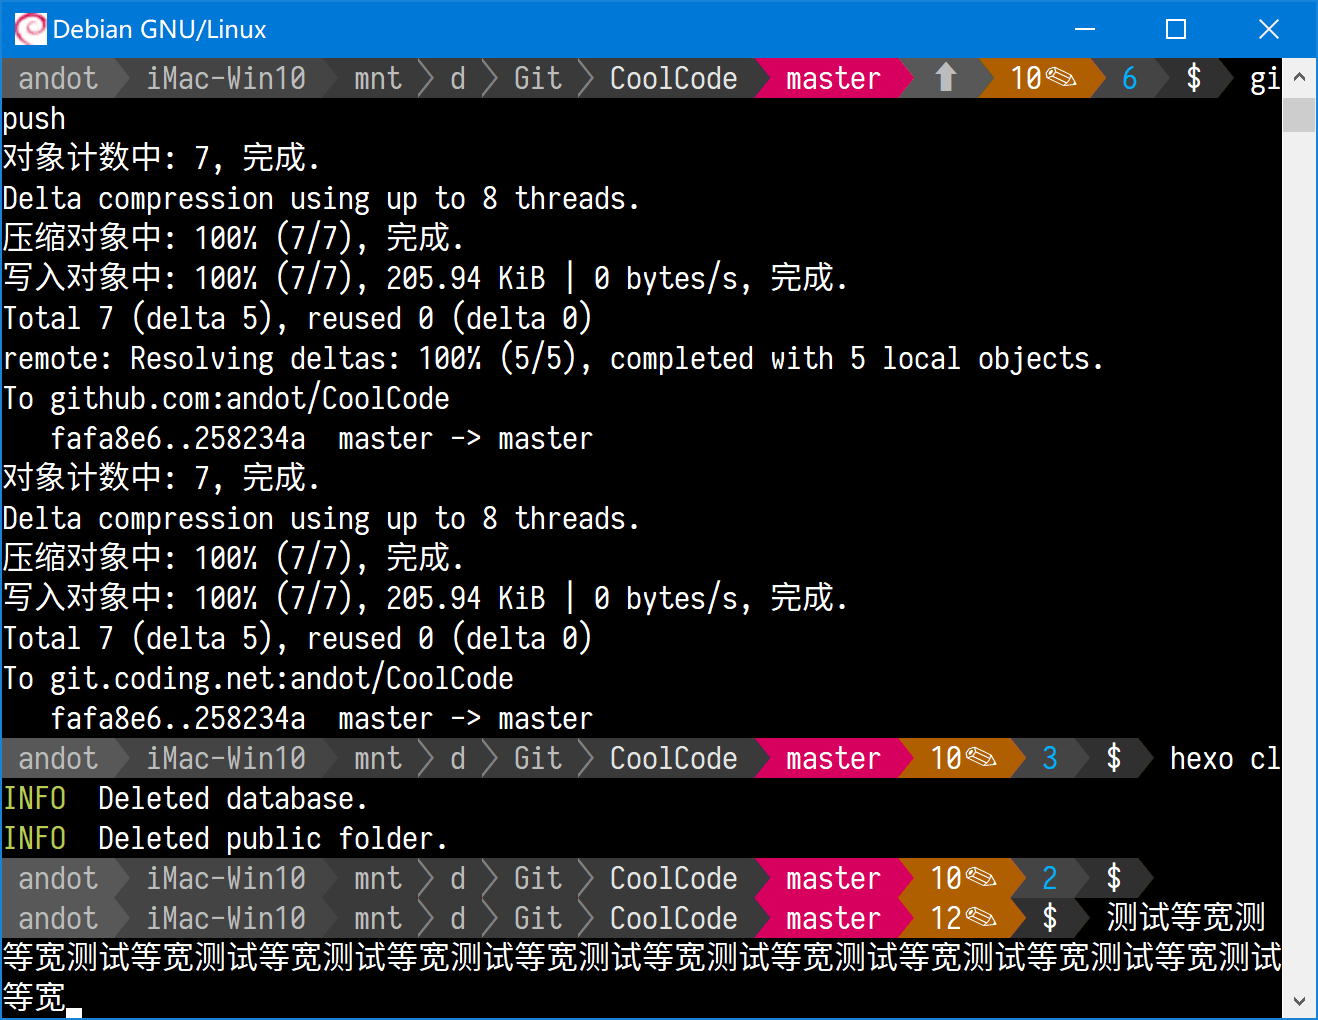 Debian GNU/Linux
andot iMac-Win10 mnt d Git CoolCode master ⬆ 10✎ 6 $ gi
push
对象计数中: 7, 完成.
Delta compression using up to 8 threads.
压缩对象中: 100% (7/7), 完成.
写入对象中: 100% (7/7), 205.94 KiB | 0 bytes/s, 完成.
Total 7 (delta 5), reused 0 (delta 0)
remote: Resolving deltas: 100% (5/5), completed with 5 local objects.
To github.com:andot/CoolCode
   fafa8e6..258234a  master -> master
对象计数中: 7, 完成.
Delta compression using up to 8 threads.
压缩对象中: 100% (7/7), 完成.
写入对象中: 100% (7/7), 205.94 KiB | 0 bytes/s, 完成.
Total 7 (delta 5), reused 0 (delta 0)
To git.coding.net:andot/CoolCode
   fafa8e6..258234a  master -> master
andot iMac-Win10 mnt d Git CoolCode master 10✎ 3 $ hexo cl
INFO  Deleted database.
INFO  Deleted public folder.
andot iMac-Win10 mnt d Git CoolCode master 10✎ 2 $
andot iMac-Win10 mnt d Git CoolCode master 12✎ $ 测试等宽测
等宽测试等宽测试等宽测试等宽测试等宽测试等宽测试等宽测试等宽测试等宽测试等宽测试
等宽